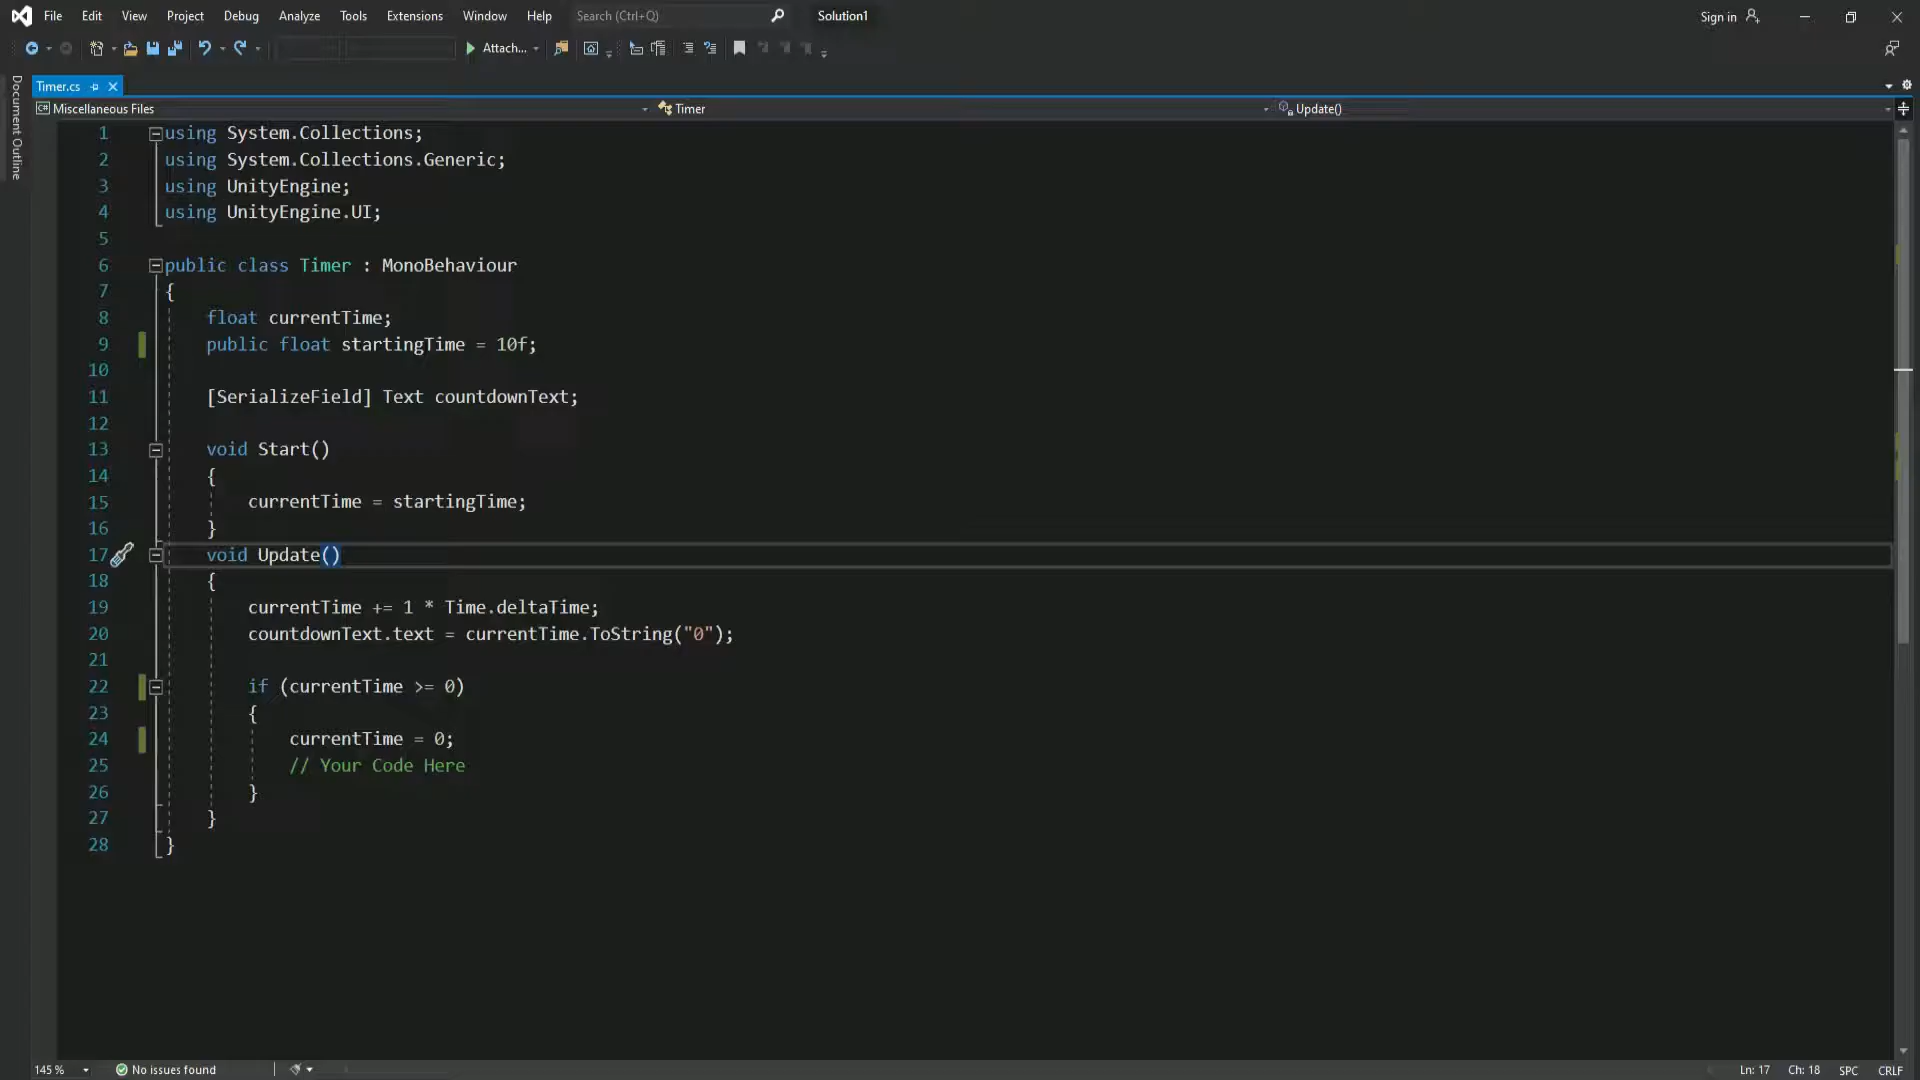 File Edit View Project Debug Analyze Tools Extensions Window Help Search (Ctrl+Q) Solution1 Sign in
Attach...
Document Outline
Timer.cs
C# Miscellaneous Files Timer Update()
1 using System.Collections;
2 using System.Collections.Generic;
3 using UnityEngine;
4 using UnityEngine.UI;
5
6 public class Timer : MonoBehaviour
7 {
8 float currentTime;
9 public float startingTime = 10f;
10
11 [SerializeField] Text countdownText;
12
13 void Start()
14 {
15 currentTime = startingTime;
16 }
17 void Update()
18 {
19 currentTime += 1 * Time.deltaTime;
20 countdownText.text = currentTime.ToString("0");
21
22 if (currentTime >= 0)
23 {
24 currentTime = 0;
25 // Your Code Here
26 }
27 }
28 }
145 % No issues found Ln: 17 Ch: 18 SPC CRLF